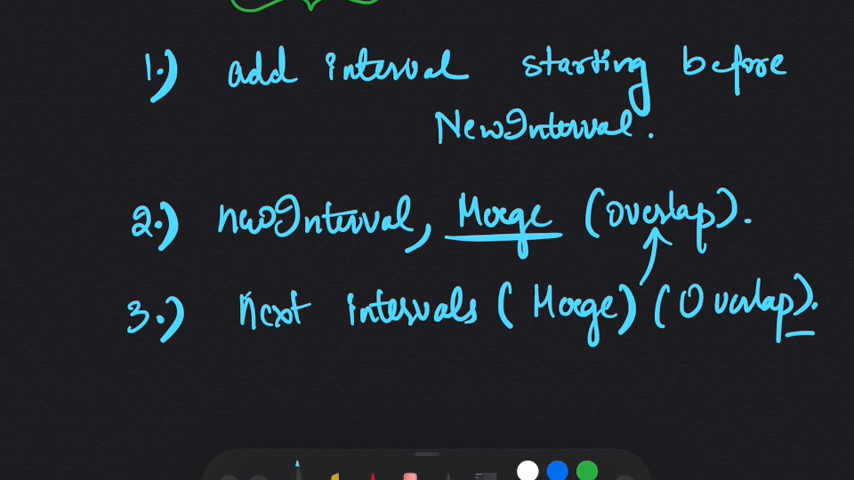 1.) add interval starting before
NewInterval.
2.) newInterval, Merge (Overlap).
3.) Next intervals (Merge) (Overlap).